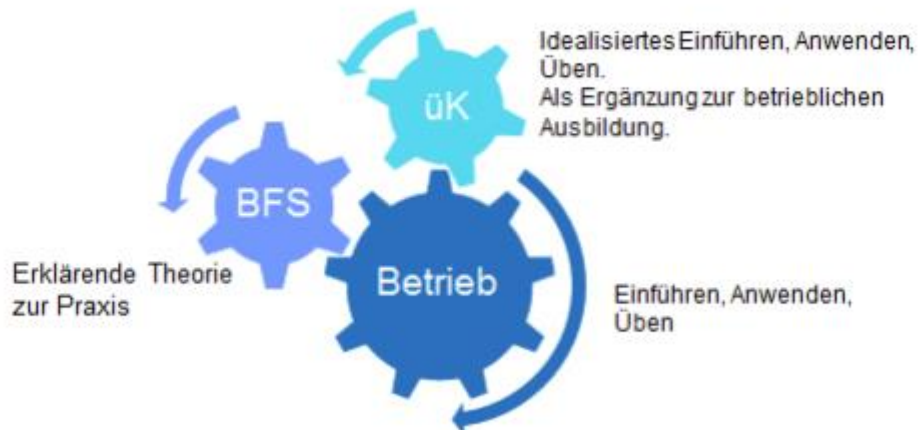 üK
Idealisiertes Einführen, Anwenden,
Üben.
Als Ergänzung zur betrieblichen
Ausbildung.
BFS
Erklärende Theorie
zur Praxis
Betrieb
Einführen, Anwenden,
Üben